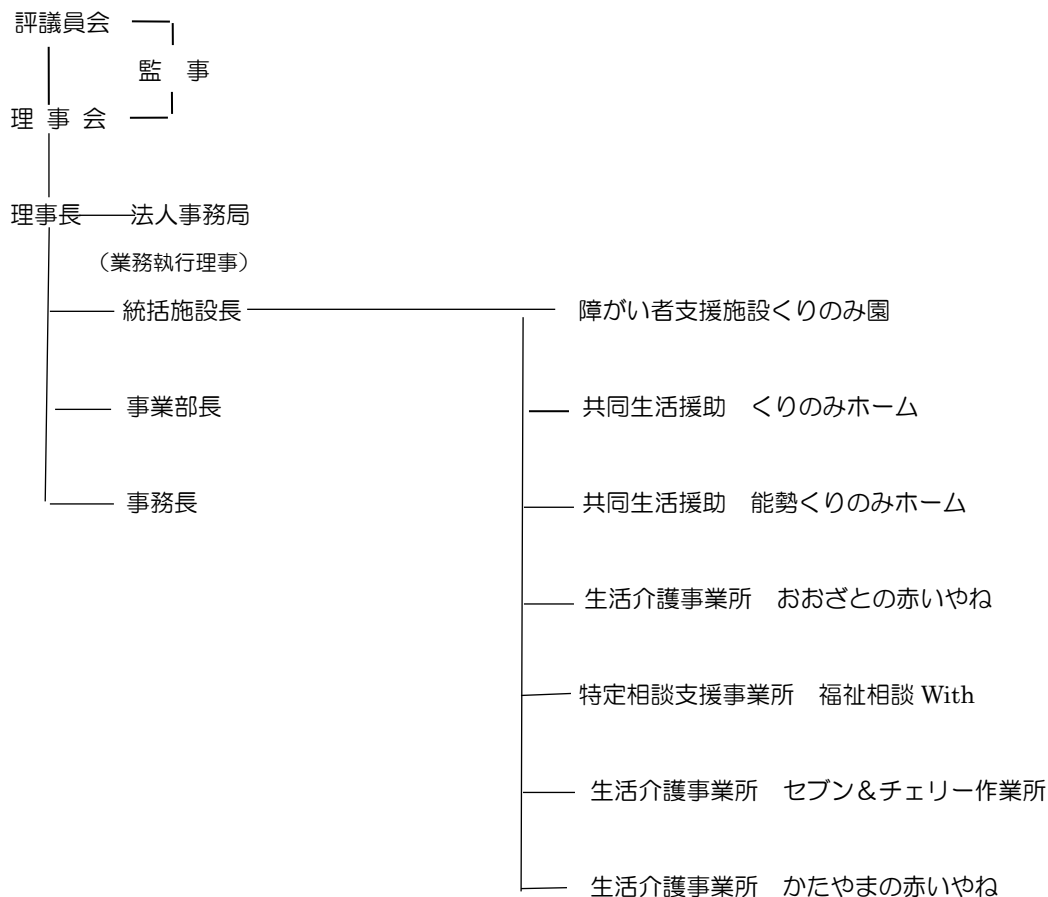 評議員会
監　事
理 事 会
理事長　法人事務局
（業務執行理事）
統括施設長　障がい者支援施設くりのみ園
事業部長　共同生活援助　くりのみホーム
事務長　共同生活援助　能勢くりのみホーム
生活介護事業所　おおざとの赤いやね
特定相談支援事業所　福祉相談 With
生活介護事業所　セブン＆チェリー作業所
生活介護事業所　かたやまの赤いやね